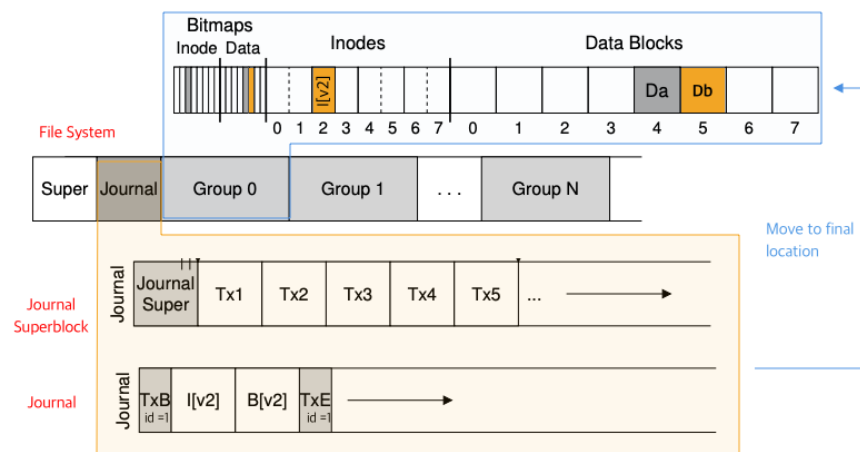 Bitmaps
Inode Data
Inodes
Data Blocks
I[v2]
Da
Db
0 1 2 3 4 5 6 7
0 1 2 3 4 5 6 7
File System
Super
Journal
Group 0
Group 1
. . .
Group N
Move to final
location
Journal
Superblock
Journal
Journal
Super
Tx1
Tx2
Tx3
Tx4
Tx5
...
Journal
Journal
TxB
id =1
I[v2]
B[v2]
TxE
id =1